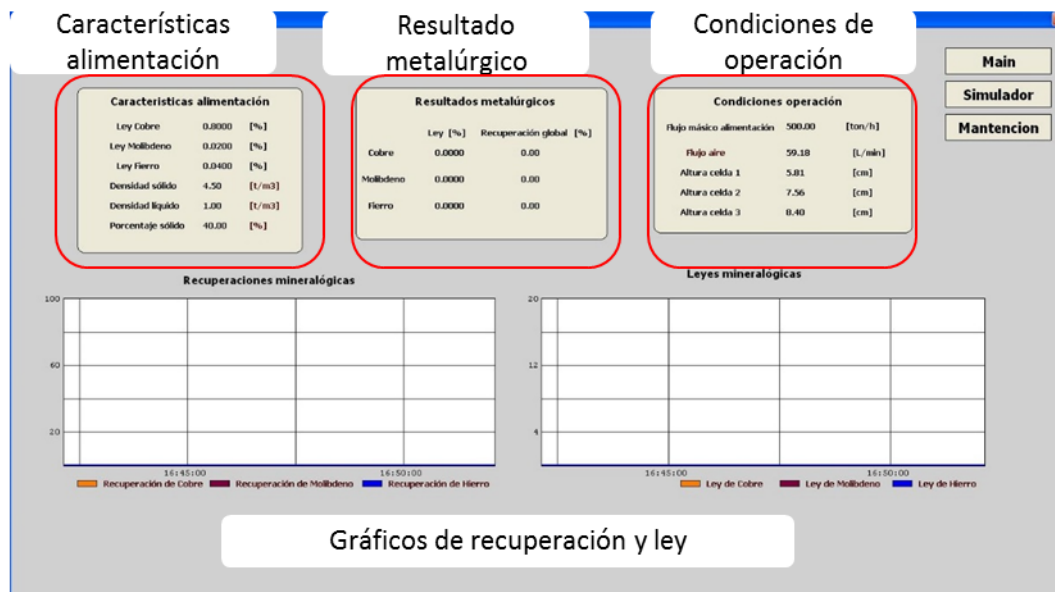 Características
alimentación
Resultado
metalúrgico
Condiciones de
operación
Main
Simulador
Mantencion
Caracteristicas alimentación
Ley Cobre 0.8000 [%]
Ley Molibdeno 0.0200 [%]
Ley Fierro 0.0400 [%]
Densidad sólido 4.50 [t/m3]
Densidad líquido 1.00 [t/m3]
Porcentaje sólido 40.00 [%]
Resultados metalúrgicos
Ley [%] Recuperación global [%]
Cobre 0.0000 0.00
Molibdeno 0.0000 0.00
Fierro 0.0000 0.00
Condiciones operación
Flujo másico alimentación 500.00 [ton/h]
Flujo aire 59.18 [L/min]
Altura celda 1 5.81 [cm]
Altura celda 2 7.56 [cm]
Altura celda 3 8.40 [cm]
Recuperaciones mineralógicas
100
60
20
16:45:00 16:50:00
Recuperación de Cobre Recuperación de Molibdeno Recuperación de Hierro
Leyes mineralógicas
20
12
4
16:45:00 16:50:00
Ley de Cobre Ley de Molibdeno Ley de Hierro
Gráficos de recuperación y ley